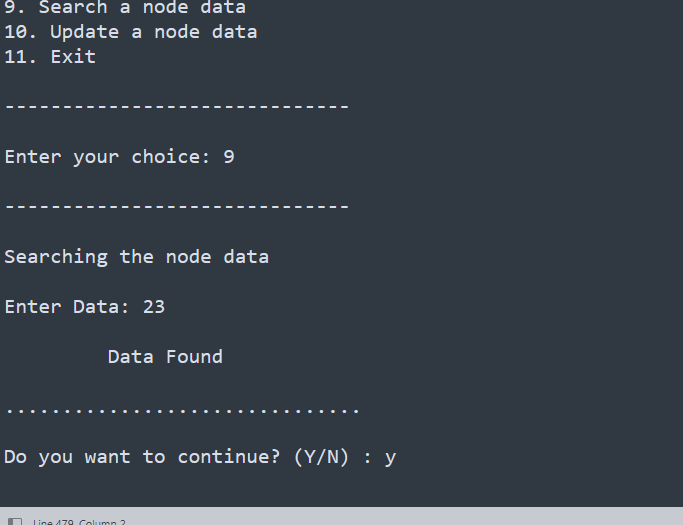 9. Search a node data
10. Update a node data
11. Exit
------------------------------
Enter your choice: 9
------------------------------
Searching the node data
Enter Data: 23
Data Found
...............................
Do you want to continue? (Y/N) : y
Line 479, Column 2